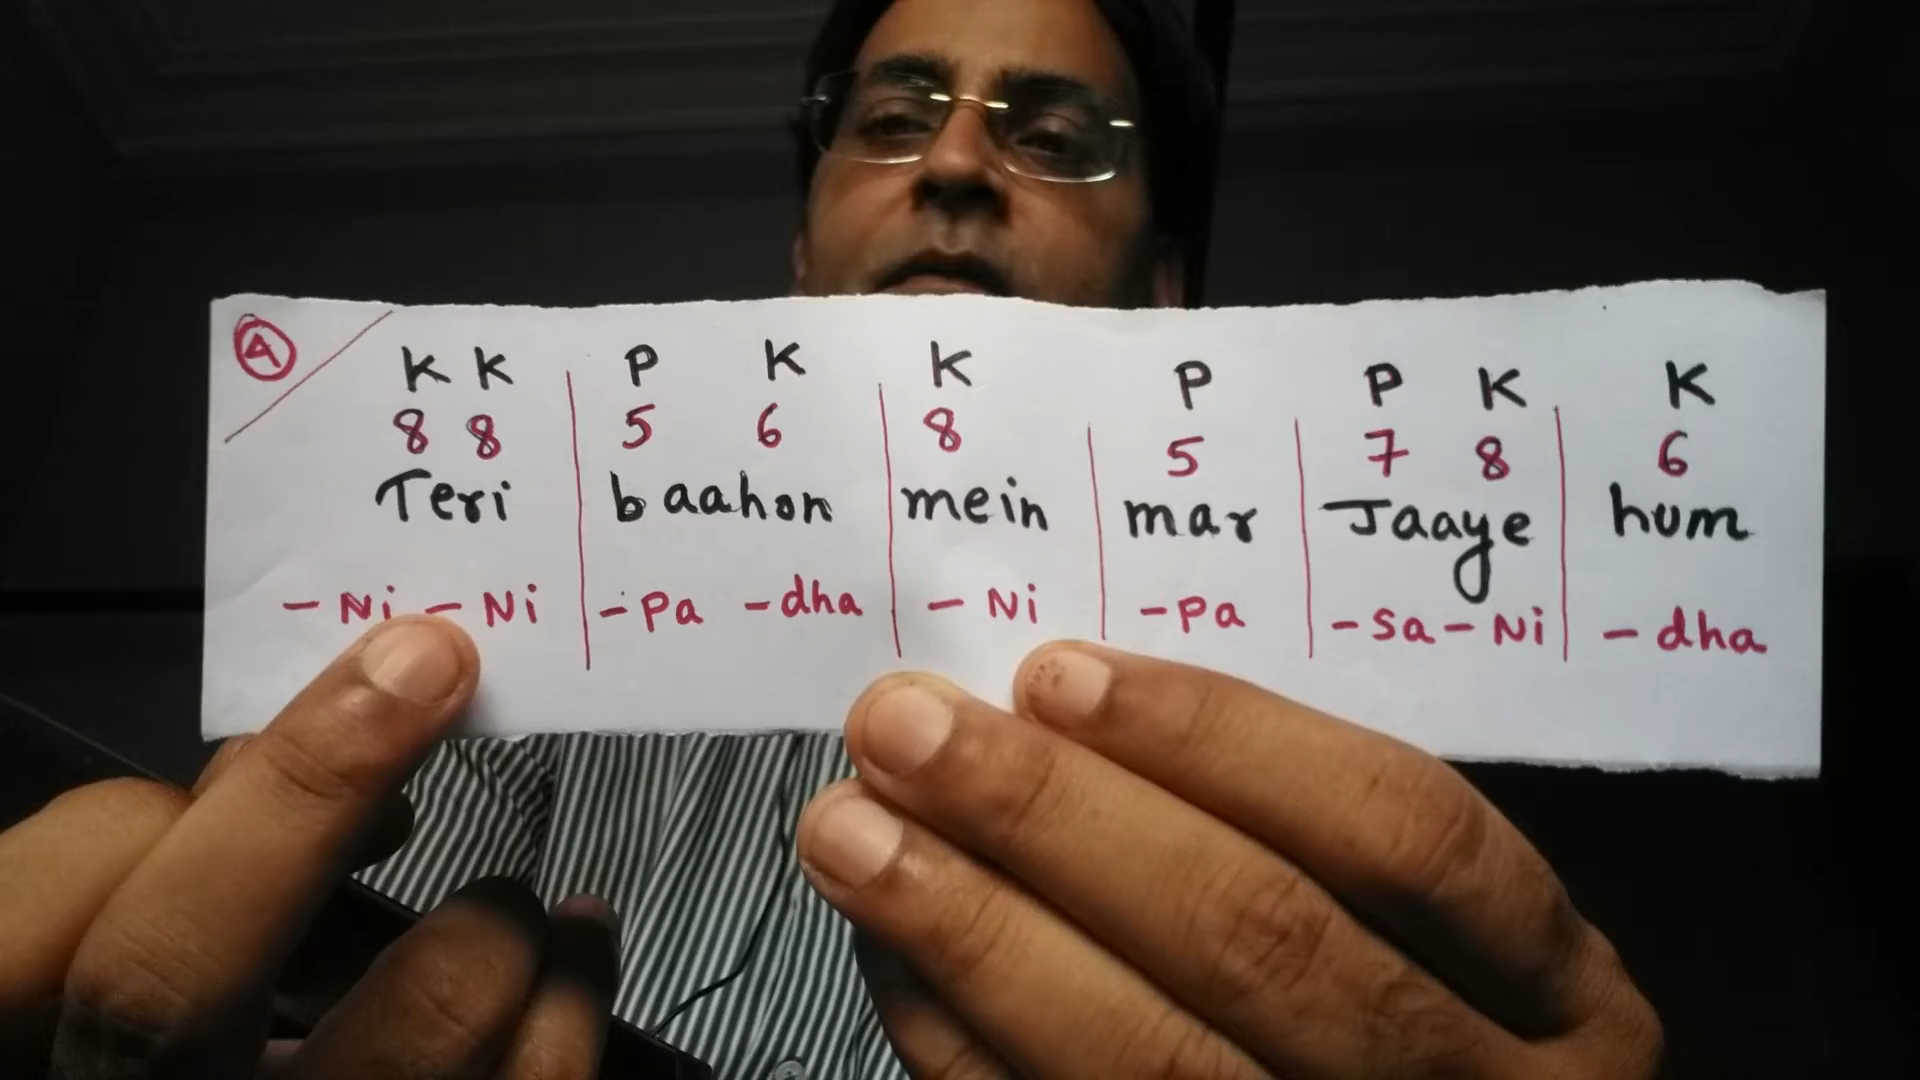 A K K | P K | K | P | P K | K
8 8 | 5 6 | 8 | 5 | 7 8 | 6
Teri | baahon | mein | mar | Jaaye | hum
- Ni - Ni | - Pa - dha | - Ni | - Pa | - Sa - Ni | - dha